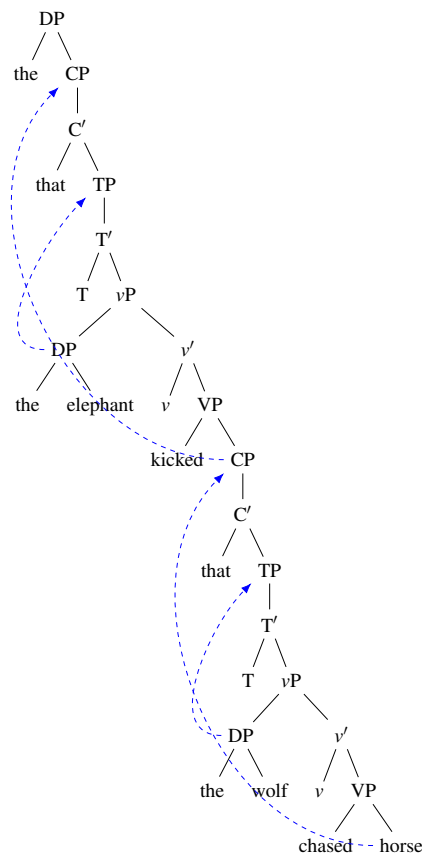 DP
the CP
C′
that TP
T′
T vP
DP v′
the elephant v VP
kicked CP
C′
that TP
T′
T vP
DP v′
the wolf v VP
chased horse